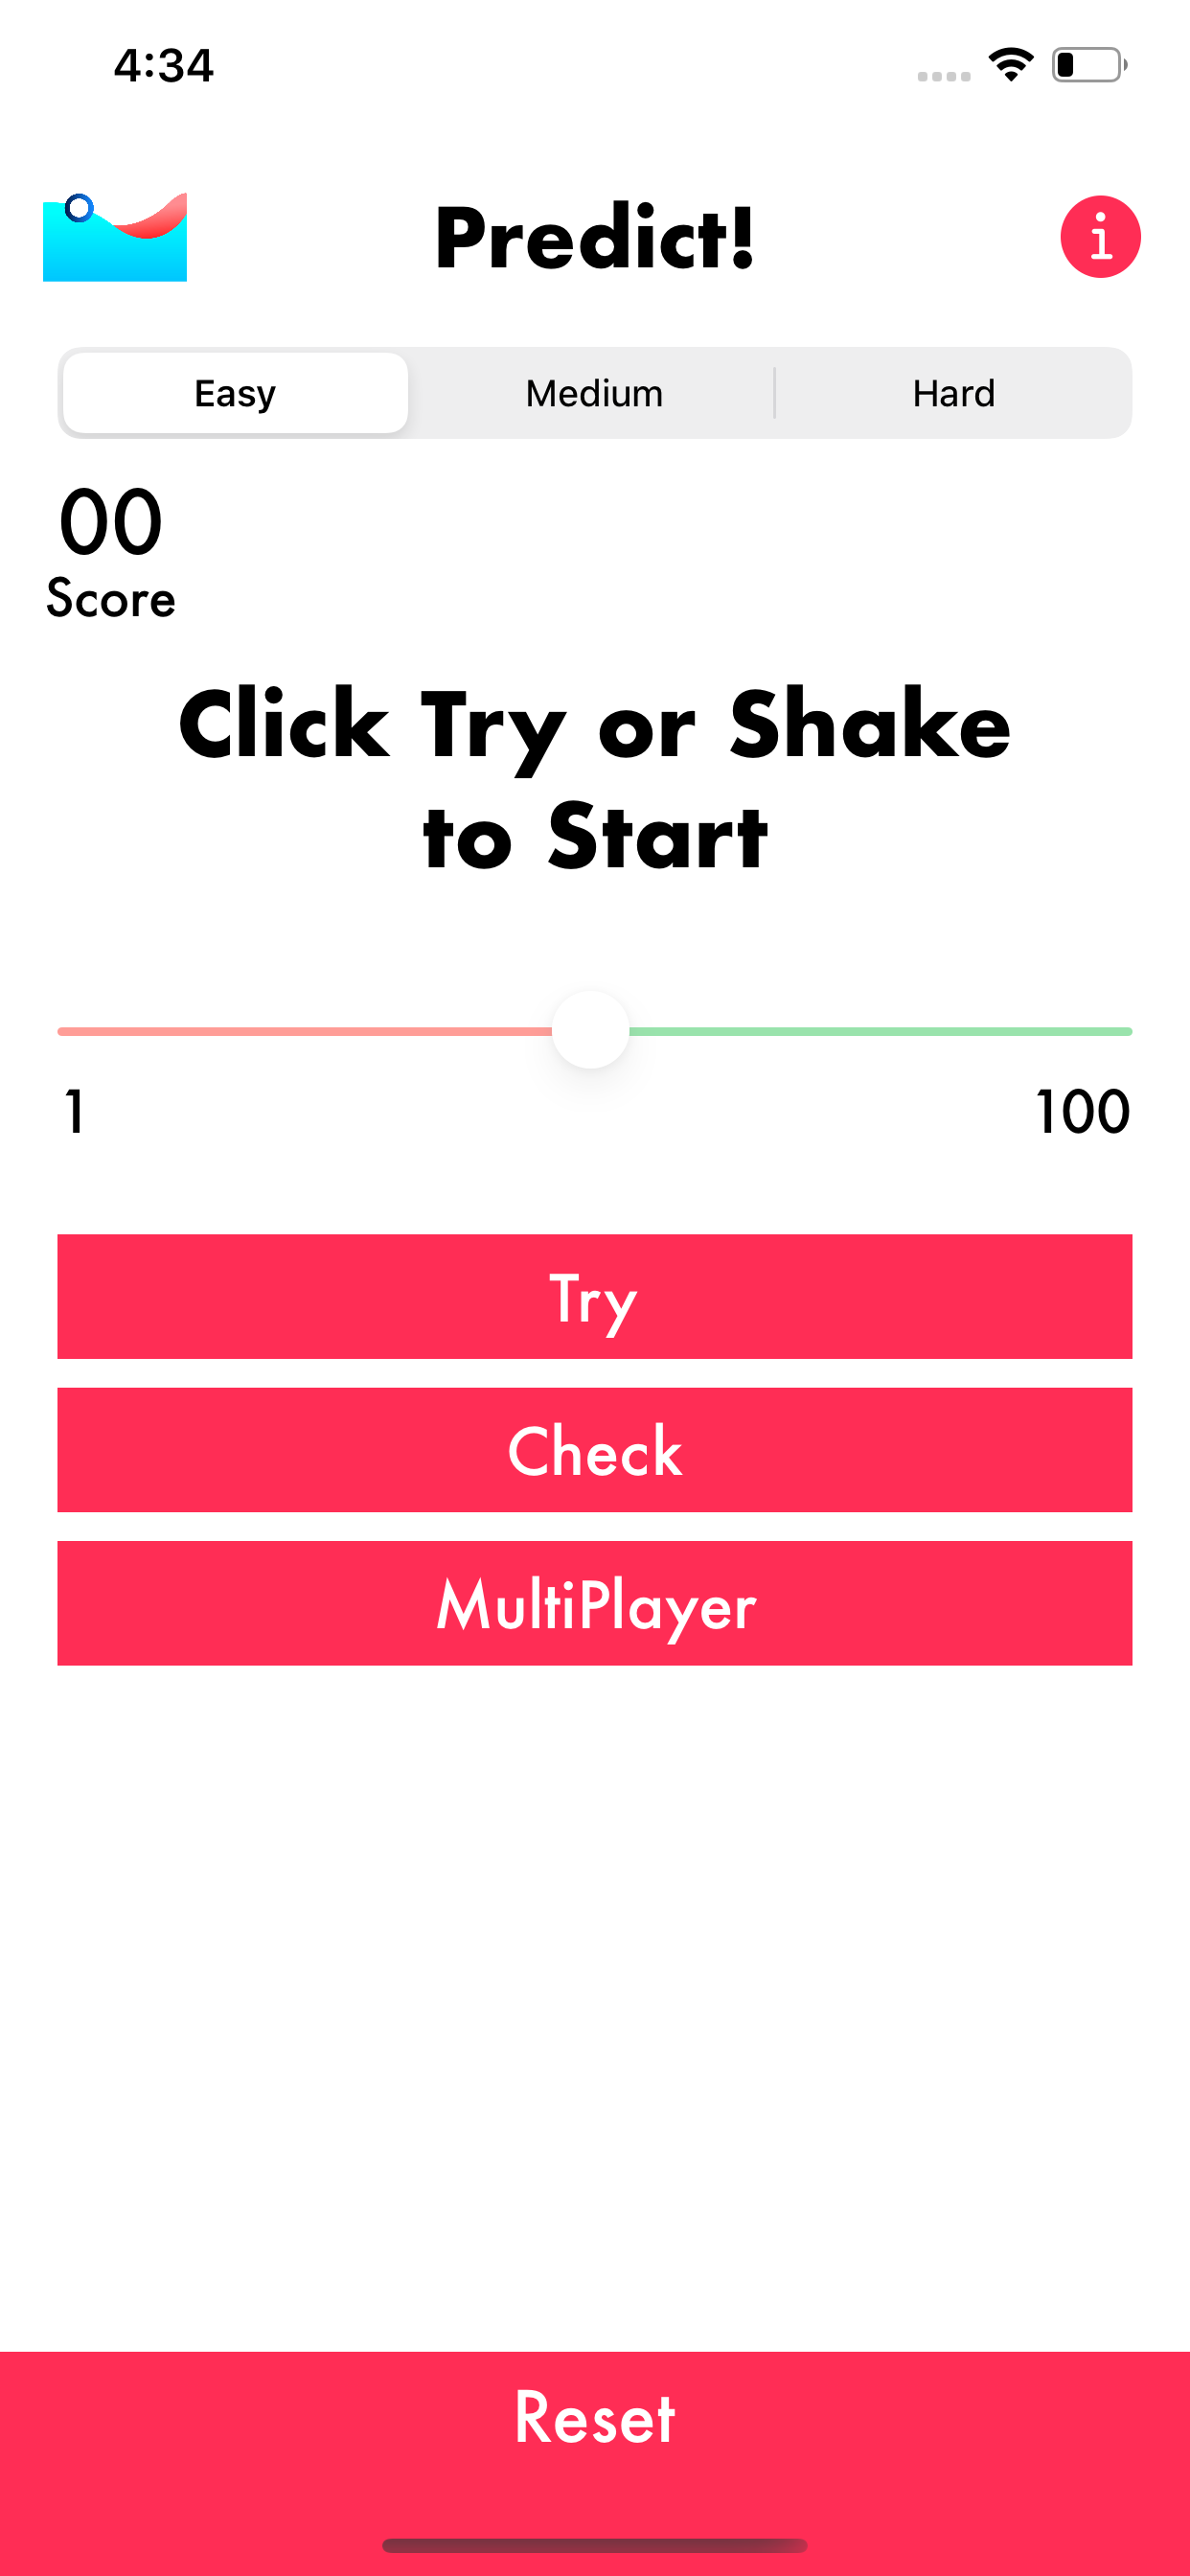 4:34
Predict!
i
Easy Medium Hard
00
Score
Click Try or Shake
to Start
1 100
Try
Check
MultiPlayer
Reset